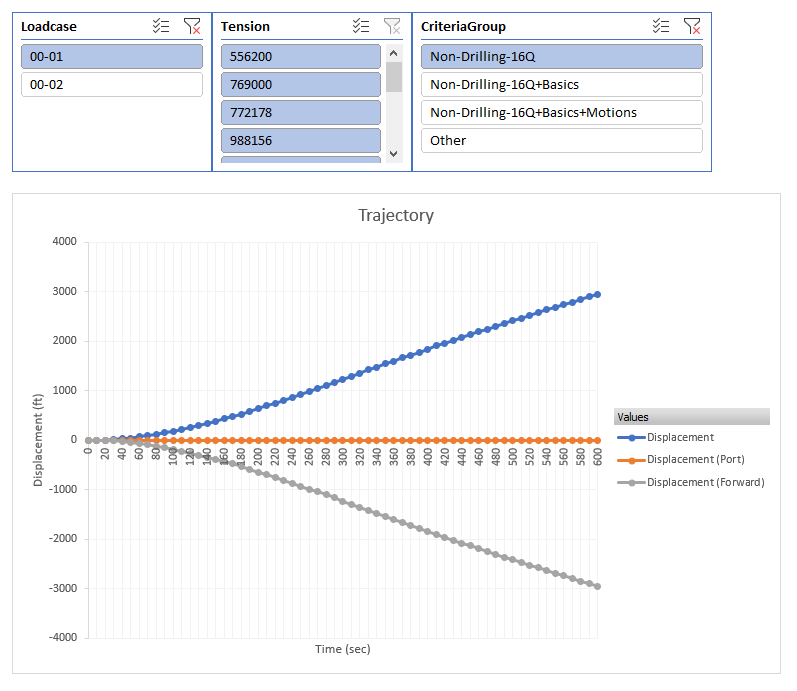 Loadcase
00-01
00-02
Tension
556200
769000
772178
988156
CriteriaGroup
Non-Drilling-16Q
Non-Drilling-16Q+Basics
Non-Drilling-16Q+Basics+Motions
Other
Trajectory
Displacement (ft)
4000
3000
2000
1000
0
-1000
-2000
-3000
-4000
0 20 40 60 80 100 120 140 160 180 200 220 240 260 280 300 320 340 360 380 400 420 440 460 480 500 520 540 560 580 600
Time (sec)
Values
Displacement
Displacement (Port)
Displacement (Forward)